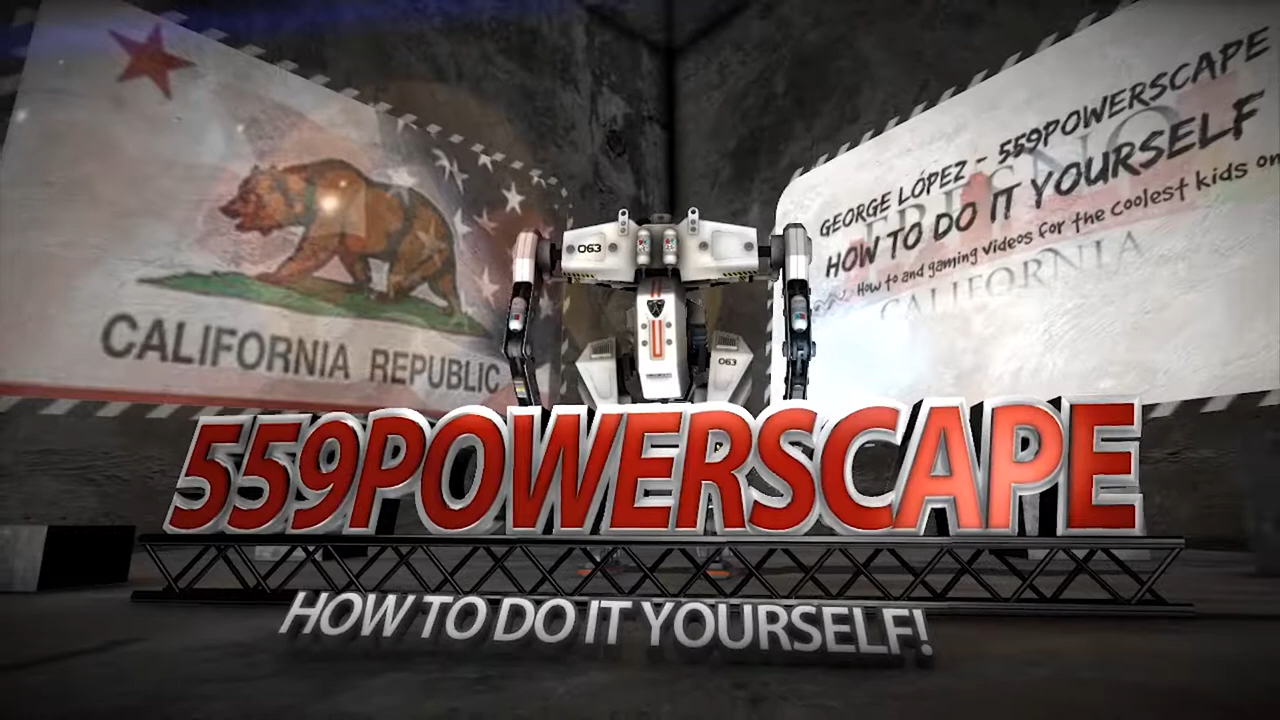 CALIFORNIA REPUBLIC
GEORGE LÓPEZ - 559POWERSCAPE
HOW TO DO IT YOURSELF
How to and gaming videos for the coolest kids on
FRESNO
CALIFORNIA
063
063
559POWERSCAPE
HOW TO DO IT YOURSELF!